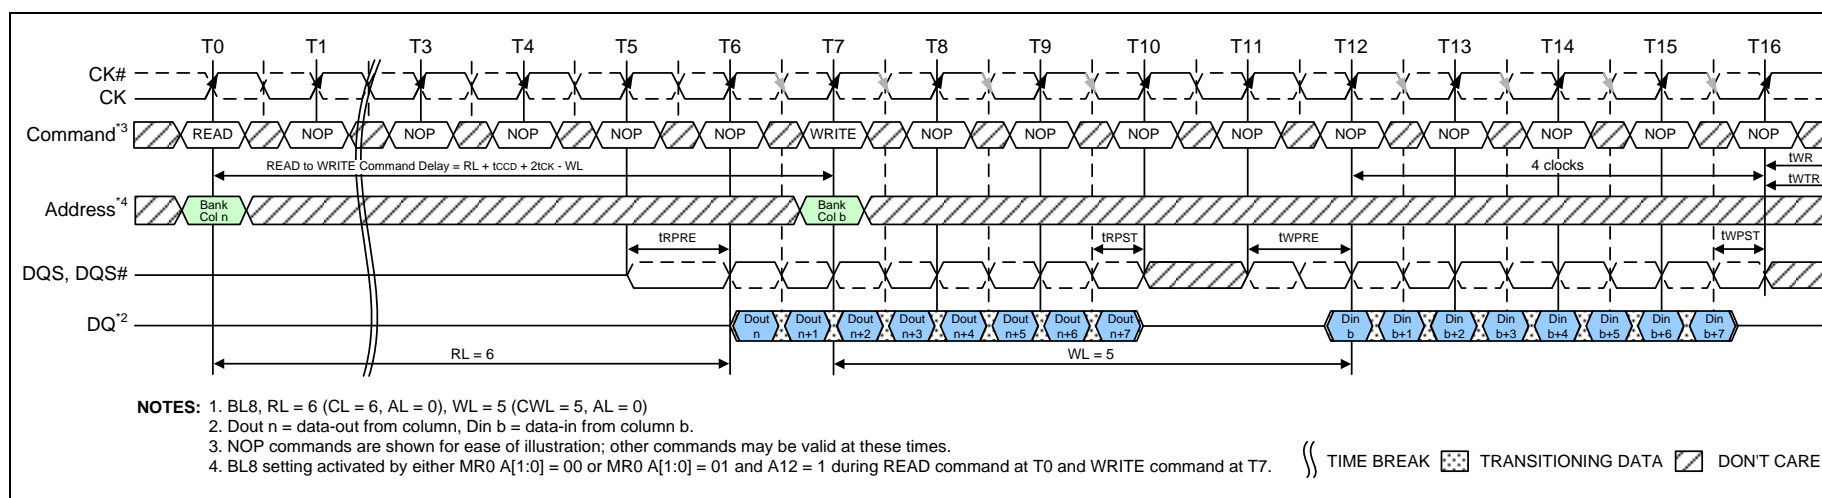 T0 T1 T3 T4 T5 T6 T7 T8 T9 T10 T11 T12 T13 T14 T15 T16
CK#
CK
Command*3 READ NOP NOP NOP NOP NOP WRITE NOP NOP NOP NOP NOP NOP NOP NOP NOP
READ to WRITE Command Delay = RL + tCCD + 2tCK - WL 4 clocks tWR
tWTR
Address*4 Bank Col n Bank Col b
tRPRE tRPST tWPRE tWPST
DQS, DQS#
DQ*2 Dout n Dout n+1 Dout n+2 Dout n+3 Dout n+4 Dout n+5 Dout n+6 Dout n+7 Din b Din b+1 Din b+2 Din b+3 Din b+4 Din b+5 Din b+6 Din b+7
RL = 6 WL = 5
NOTES: 1. BL8, RL = 6 (CL = 6, AL = 0), WL = 5 (CWL = 5, AL = 0)
2. Dout n = data-out from column, Din b = data-in from column b.
3. NOP commands are shown for ease of illustration; other commands may be valid at these times.
4. BL8 setting activated by either MR0 A[1:0] = 00 or MR0 A[1:0] = 01 and A12 = 1 during READ command at T0 and WRITE command at T7.
TIME BREAK TRANSITIONING DATA DON'T CARE